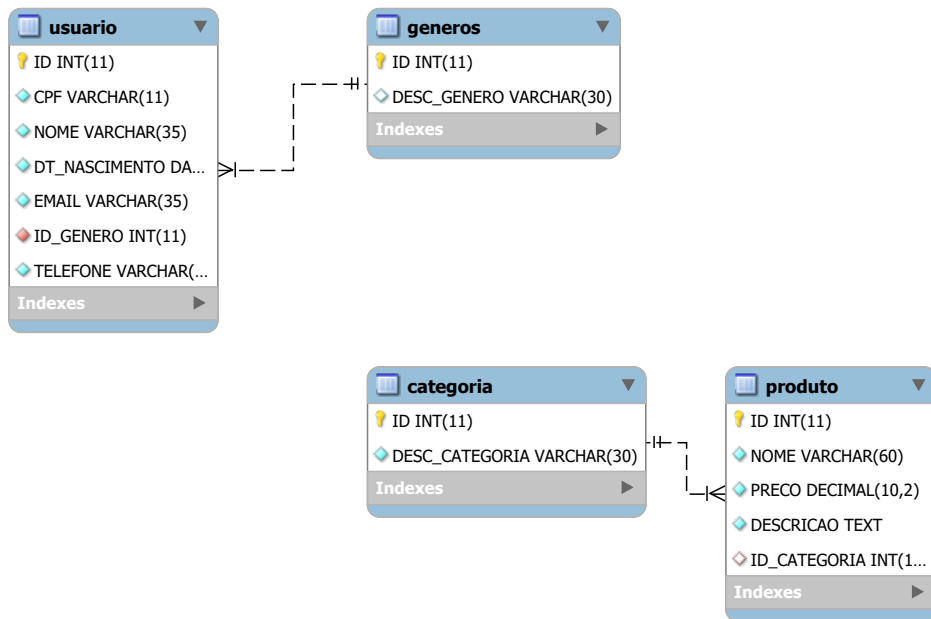 usuario
ID INT(11)
CPF VARCHAR(11)
NOME VARCHAR(35)
DT_NASCIMENTO DA...
EMAIL VARCHAR(35)
ID_GENERO INT(11)
TELEFONE VARCHAR(...
Indexes
generos
ID INT(11)
DESC_GENERO VARCHAR(30)
Indexes
categoria
ID INT(11)
DESC_CATEGORIA VARCHAR(30)
Indexes
produto
ID INT(11)
NOME VARCHAR(60)
PRECO DECIMAL(10,2)
DESCRICAO TEXT
ID_CATEGORIA INT(1...
Indexes